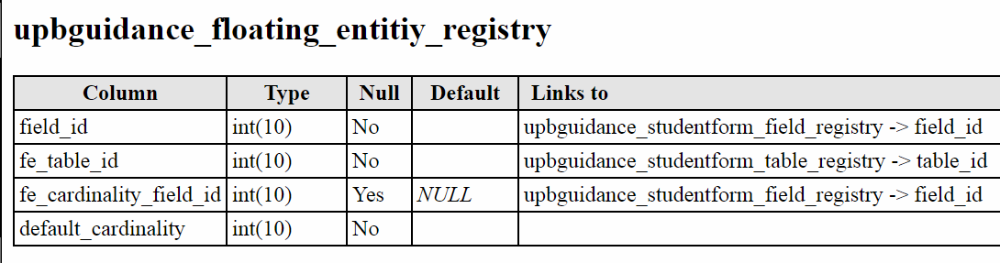 upbguidance_floating_entitiy_registry
Column Type Null Default Links to
field_id int(10) No upbguidance_studentform_field_registry -> field_id
fe_table_id int(10) No upbguidance_studentform_table_registry -> table_id
fe_cardinality_field_id int(10) Yes NULL upbguidance_studentform_field_registry -> field_id
default_cardinality int(10) No